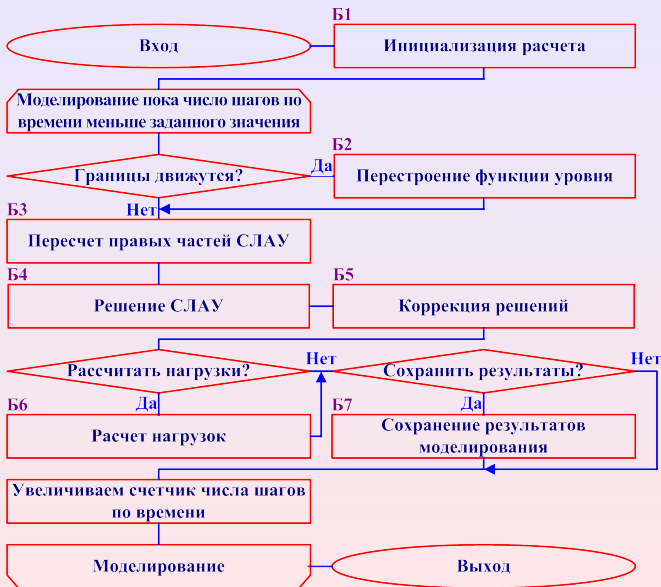 Б1
Вход
Инициализация расчета
Моделирование пока число шагов по
времени меньше заданного значения
Б2
Границы движутся?
Да
Перестроение функции уровня
Нет
Б3
Пересчет правых частей СЛАУ
Б4
Решение СЛАУ
Б5
Коррекция решений
Рассчитать нагрузки?
Нет
Сохранить результаты?
Нет
Да
Б6
Расчет нагрузок
Да
Б7
Сохранение результатов
моделирования
Увеличиваем счетчик числа шагов
по времени
Моделирование
Выход